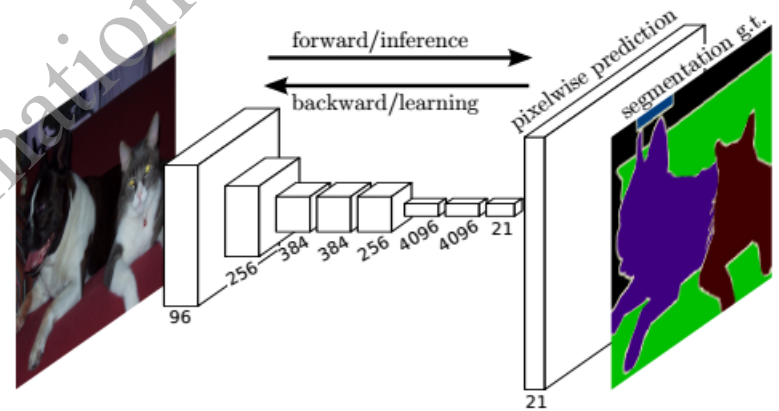 forward/inference
backward/learning
pixelwise prediction
segmentation g.t.
96
256
384
384
256
4096
4096
21
21